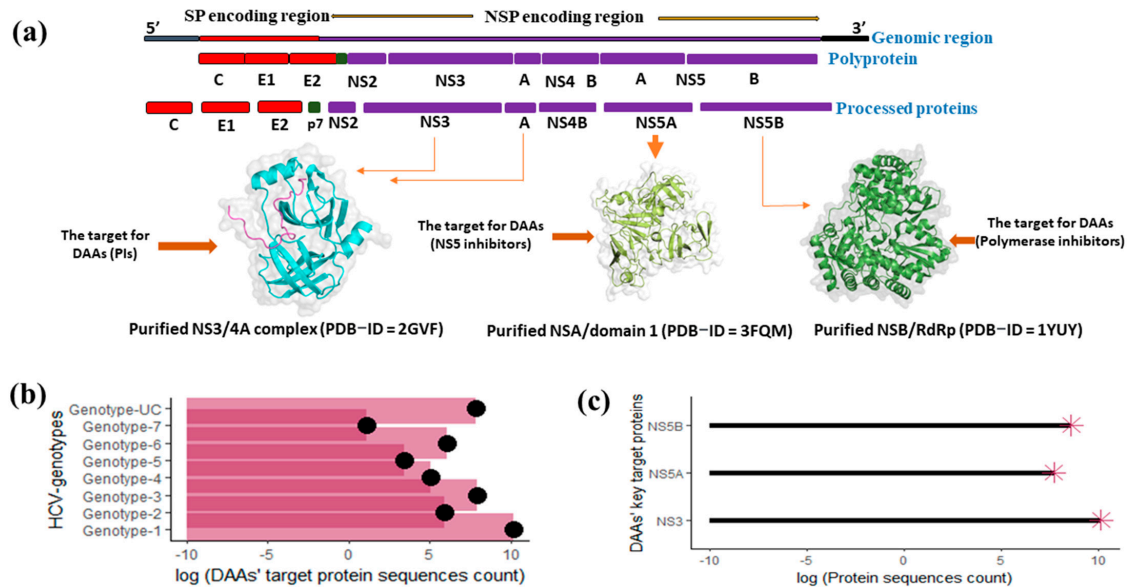 (a)
SP encoding region
NSP encoding region
5′
3′
Genomic region
Polyprotein
C E1 E2 NS2 NS3 A NS4 B A NS5 B
Processed proteins
C E1 E2 p7 NS2 NS3 A NS4B NS5A NS5B
The target for
DAAs (PIs)
The target for DAAs
(NS5 inhibitors)
The target for DAAs
(Polymerase inhibitors)
Purified NS3/4A complex (PDB–ID = 2GVF)
Purified NSA/domain 1 (PDB–ID = 3FQM)
Purified NSB/RdRp (PDB–ID = 1YUY)
(b)
HCV-genotypes
Genotype-UC
Genotype-7
Genotype-6
Genotype-5
Genotype-4
Genotype-3
Genotype-2
Genotype-1
-10 -5 0 5 10
log (DAAs' target protein sequences count)
(c)
DAAs' key target proteins
NS5B
NS5A
NS3
-10 -5 0 5 10
log (Protein sequences count)